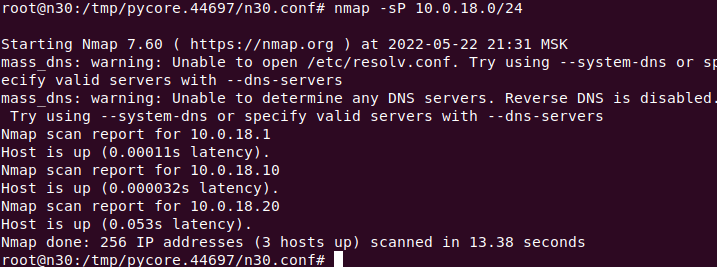 root@n30:/tmp/pycore.44697/n30.conf# nmap -sP 10.0.18.0/24

Starting Nmap 7.60 ( https://nmap.org ) at 2022-05-22 21:31 MSK
mass_dns: warning: Unable to open /etc/resolv.conf. Try using --system-dns or sp
ecify valid servers with --dns-servers
mass_dns: warning: Unable to determine any DNS servers. Reverse DNS is disabled.
 Try using --system-dns or specify valid servers with --dns-servers
Nmap scan report for 10.0.18.1
Host is up (0.00011s latency).
Nmap scan report for 10.0.18.10
Host is up (0.000032s latency).
Nmap scan report for 10.0.18.20
Host is up (0.053s latency).
Nmap done: 256 IP addresses (3 hosts up) scanned in 13.38 seconds
root@n30:/tmp/pycore.44697/n30.conf#